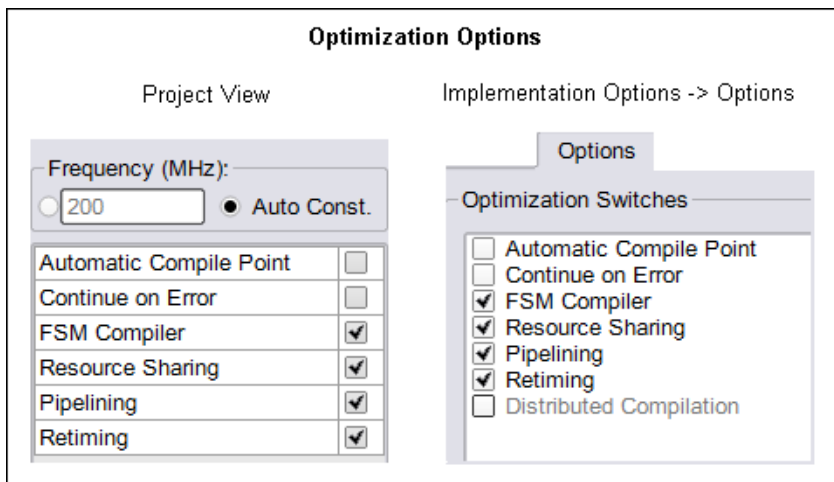 Optimization Options
Project View
Implementation Options -> Options
Frequency (MHz):
200
Auto Const.
Automatic Compile Point
Continue on Error
FSM Compiler
Resource Sharing
Pipelining
Retiming
Options
Optimization Switches
Automatic Compile Point
Continue on Error
FSM Compiler
Resource Sharing
Pipelining
Retiming
Distributed Compilation